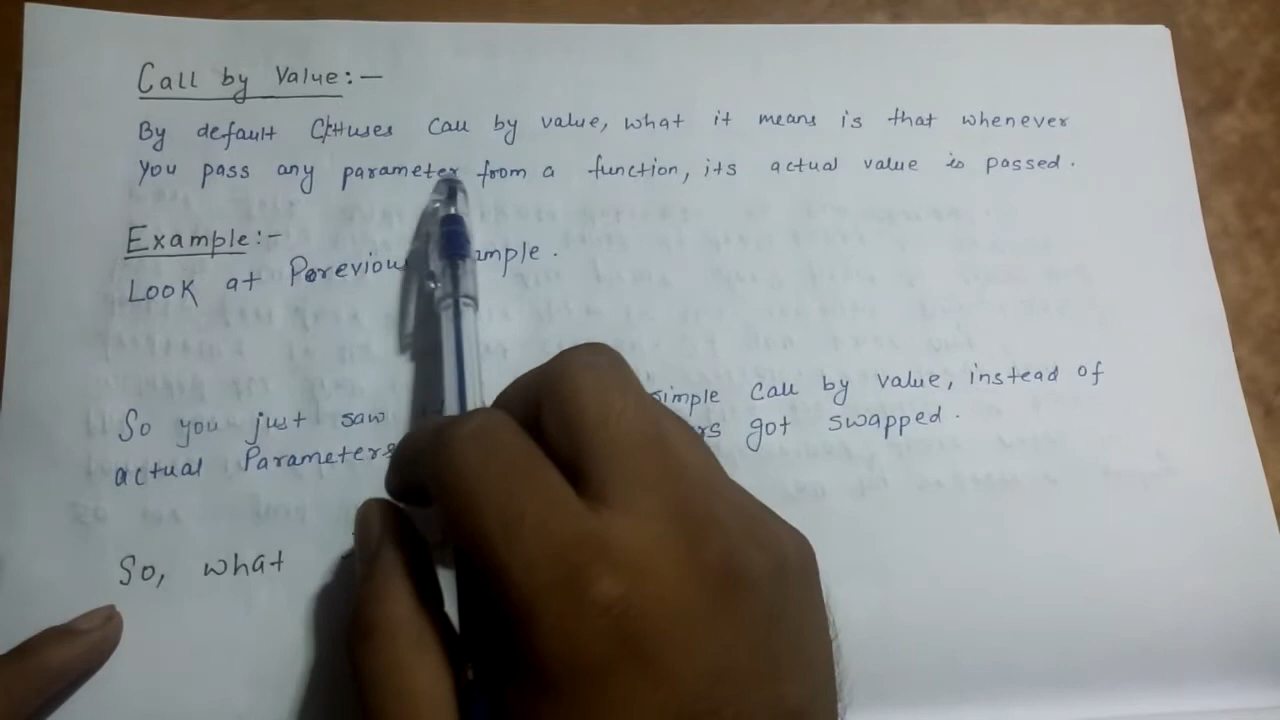 Call by Value:-
By default C/C++ uses Call by value, what it means is that whenever
You pass any parameter from a function, its actual value is passed.
Example:-
Look at Porevious
So you just saw simple call by value, instead of
actual Parameters got swapped.
So, what